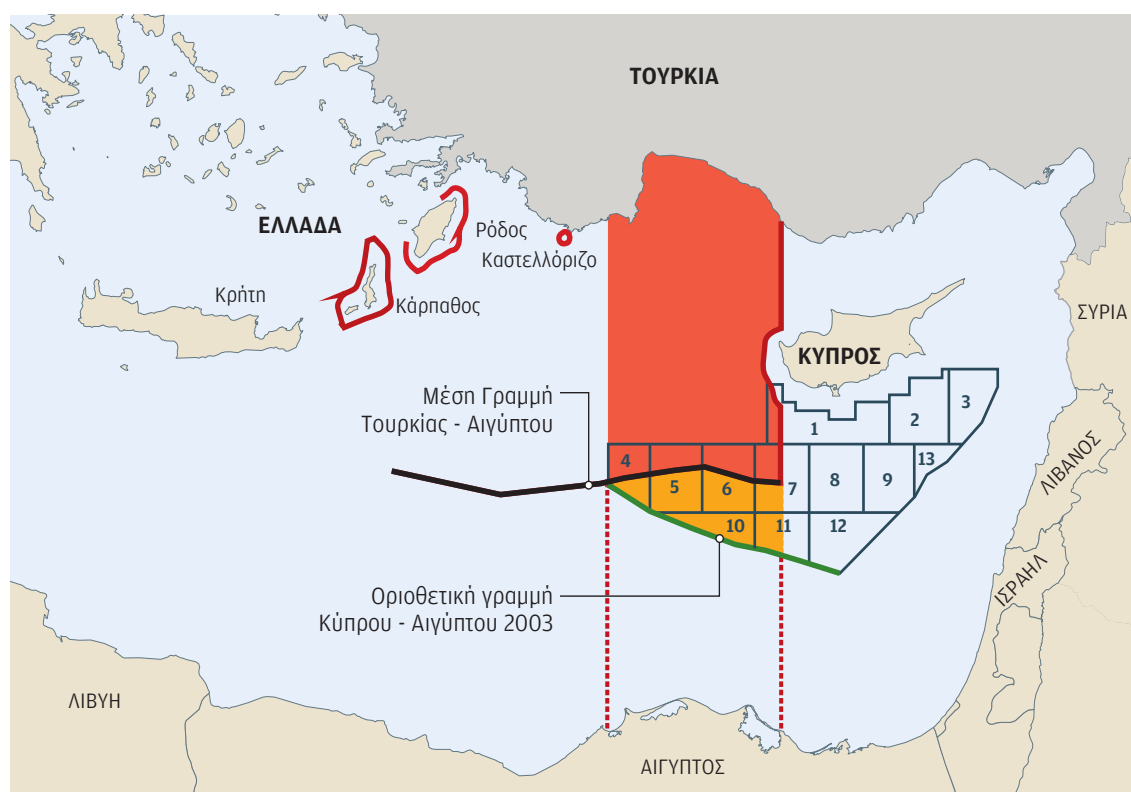 ΤΟΥΡΚΙΑ
ΕΛΛΑΔΑ
Ρόδος
Καστελλόριζο
Κρήτη
Κάρπαθος
ΣΥΡΙΑ
ΚΥΠΡΟΣ
Μέση Γραμμή
Τουρκίας - Αιγύπτου
1
2
3
4
5
6
7
8
9
13
10
11
12
ΛΙΒΑΝΟΣ
ΙΣΡΑΗΛ
Οριοθετική γραμμή
Κύπρου - Αιγύπτου 2003
ΛΙΒΥΗ
ΑΙΓΥΠΤΟΣ